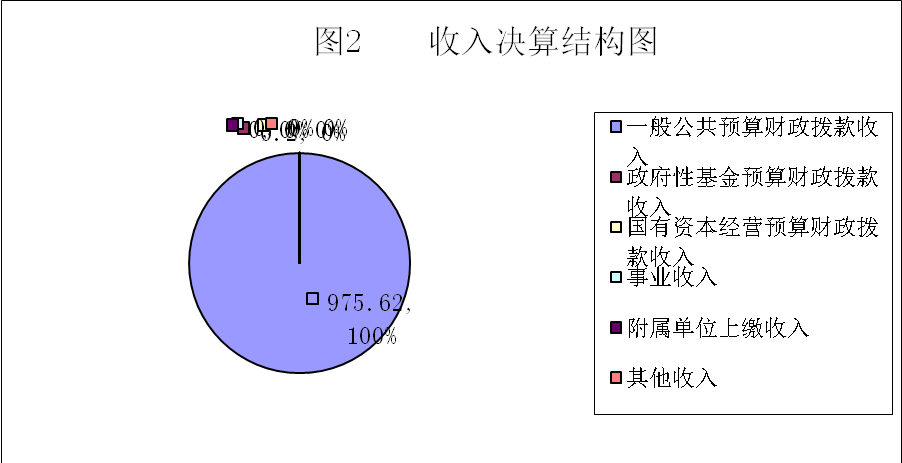 图2 收入决算结构图
一般公共预算财政拨款收
入
政府性基金预算财政拨款
收入
国有资本经营预算财政拨
款收入
事业收入
附属单位上缴收入
其他收入
975.62,
100%